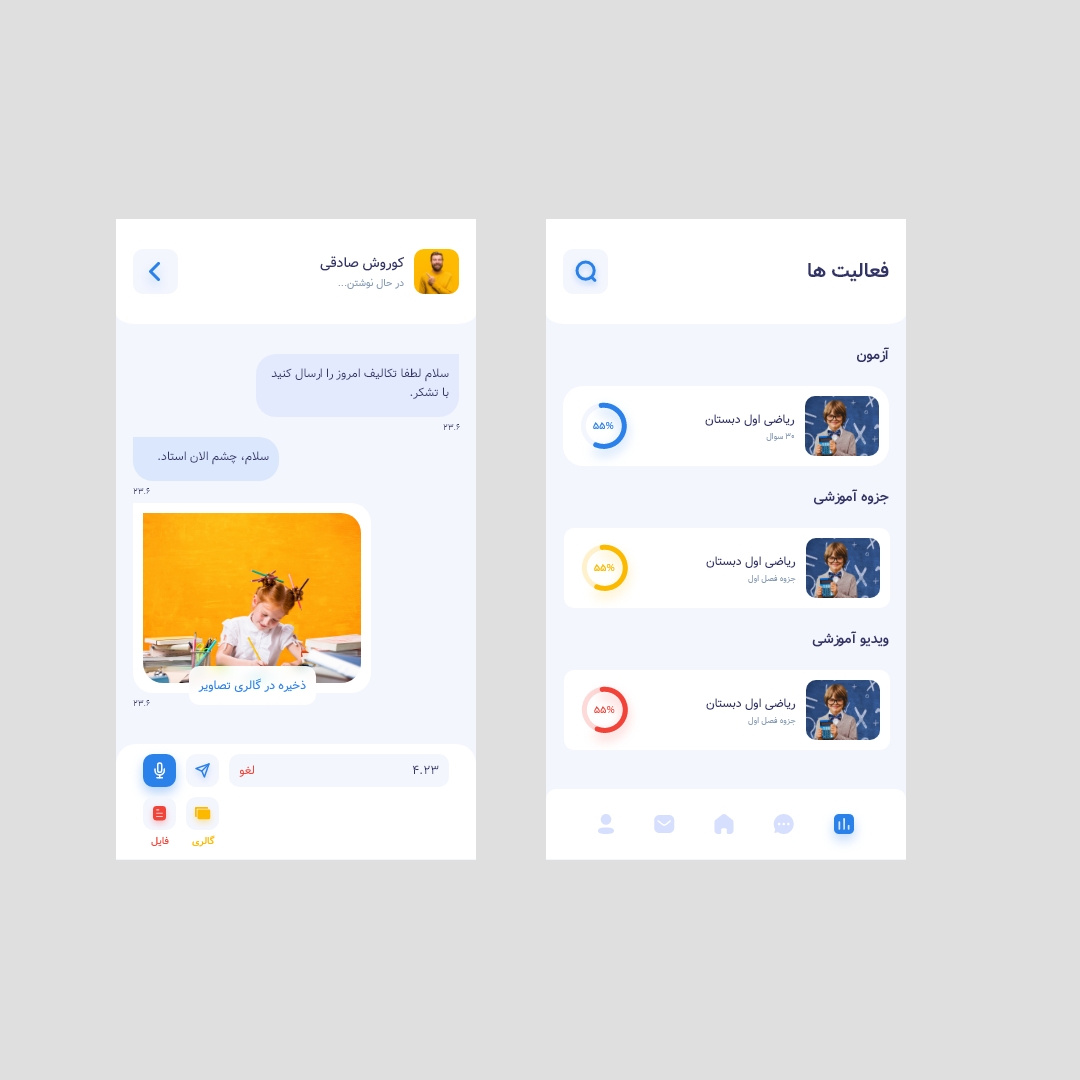 فعالیت ها
آزمون
ریاضی اول دبستان
۳۰ سوال
۵۵%
جزوه آموزشی
ریاضی اول دبستان
جزوه فصل اول
۵۵%
ویدیو آموزشی
ریاضی اول دبستان
جزوه فصل اول
۵۵%
کوروش صادقی
در حال نوشتن...
سلام لطفا تکالیف امروز را ارسال کنید
با تشکر.
۲۳.۶
سلام، چشم الان استاد.
۲۳.۶
ذخیره در گالری تصاویر
۲۳.۶
۴.۲۳
لغو
گالری
فایل